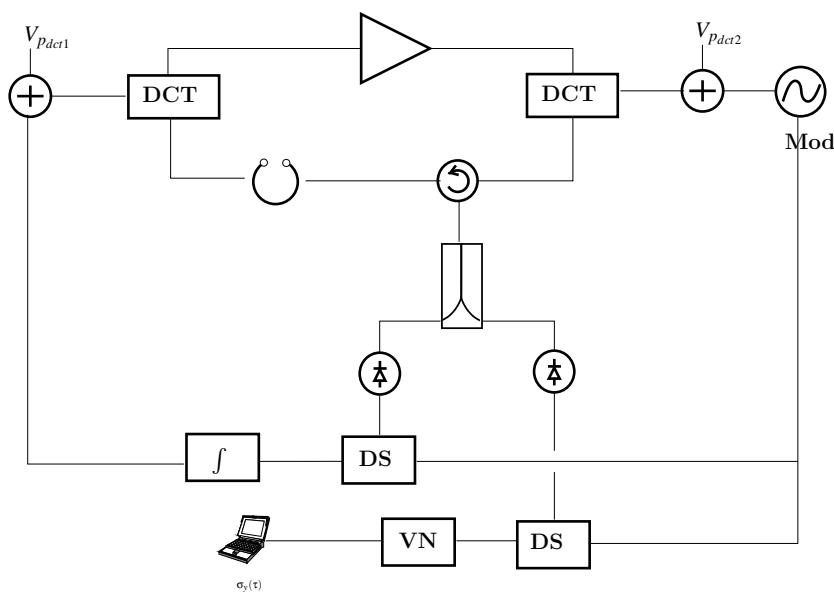 V_{p_{dct1}}
V_{p_{dct2}}
DCT
DCT
Mod
∫
DS
VN
DS
σ_y(τ)